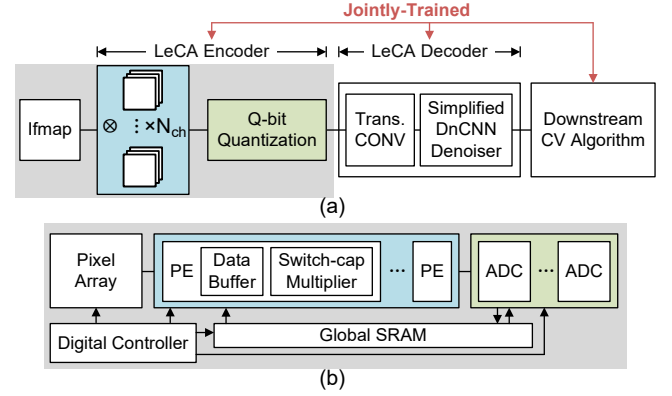 Jointly-Trained
LeCA Encoder
LeCA Decoder
Ifmap
⊗ ⋮ ×Nch
Q-bit
Quantization
Trans.
CONV
Simplified
DnCNN
Denoiser
Downstream
CV Algorithm
(a)
Pixel
Array
PE
Data
Buffer
Switch-cap
Multiplier
... PE
ADC ... ADC
Digital Controller
Global SRAM
(b)